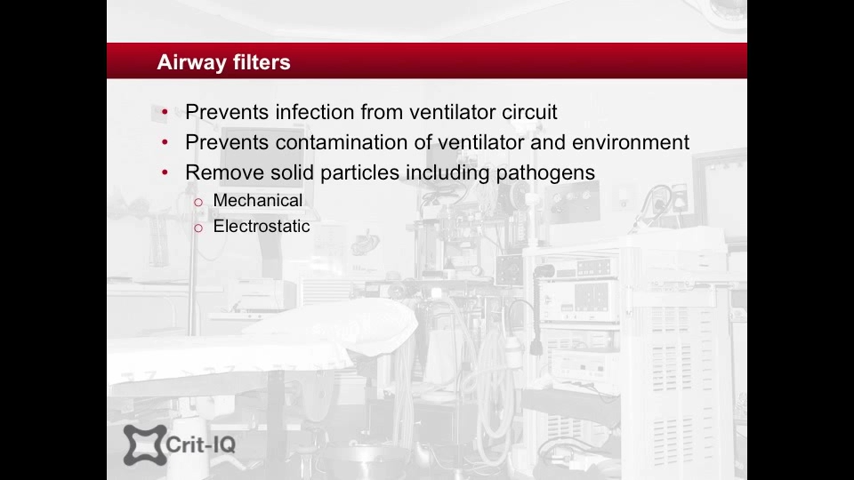 Airway filters
• Prevents infection from ventilator circuit
• Prevents contamination of ventilator and environment
• Remove solid particles including pathogens
○ Mechanical
○ Electrostatic
Crit-IQ